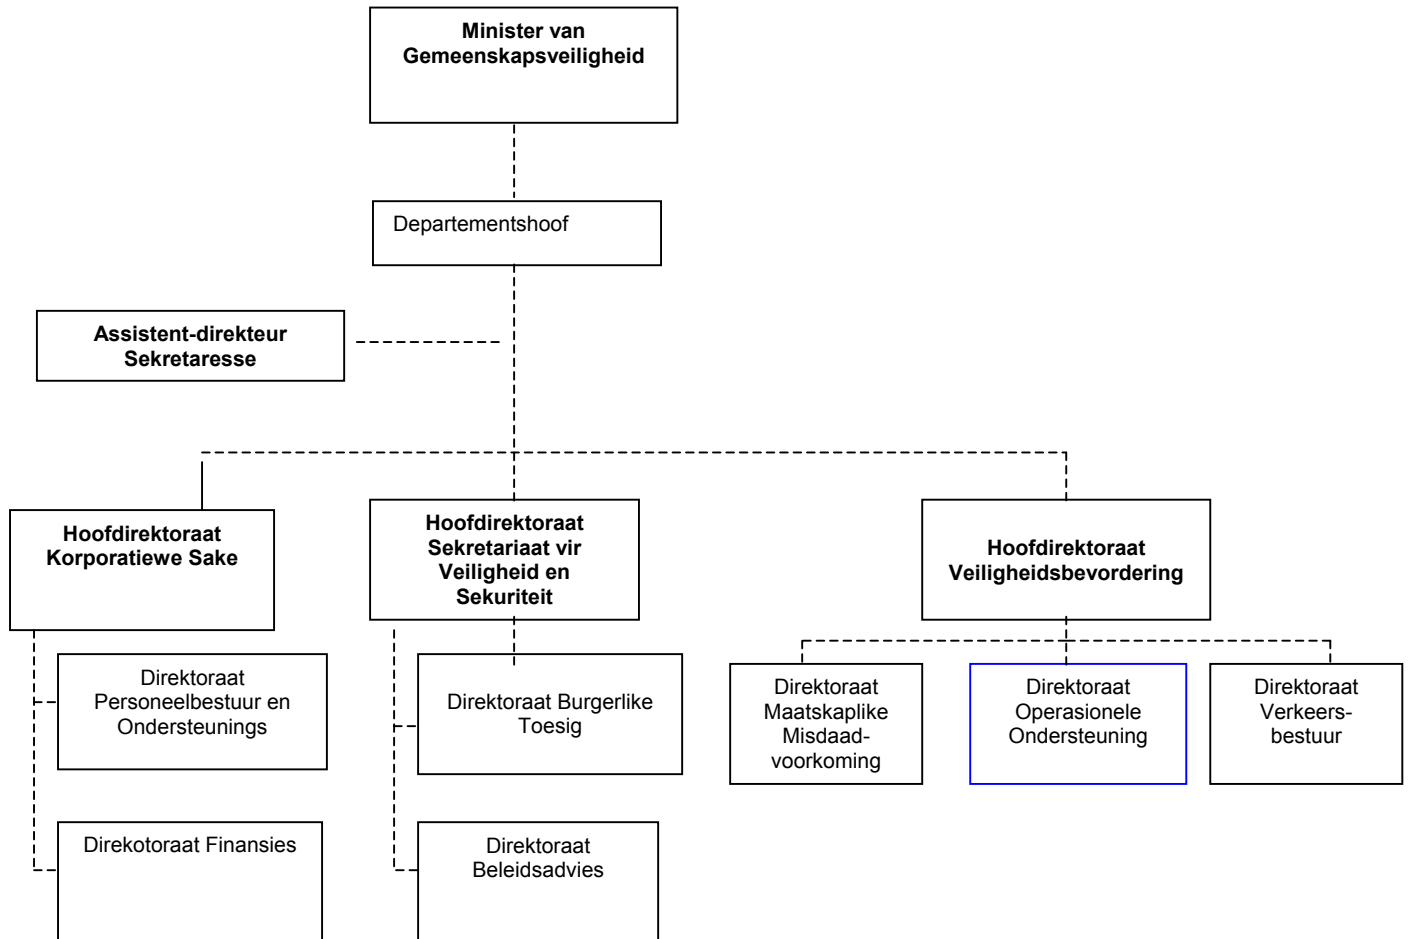 Minister van
Gemeenskapsveiligheid
Departementshoof
Assistent-direkteur
Sekretaresse
Hoofdirektoraat
Korporatiewe Sake
Hoofdirektoraat
Sekretariaat vir
Veiligheid en
Sekuriteit
Hoofdirektoraat
Veiligheidsbevordering
Direktoraat
Personeelbestuur en
Ondersteunings
Direktoraat Burgerlike
Toesig
Direktoraat
Maatskaplike
Misdaad-
voorkoming
Direktoraat
Operasionele
Ondersteuning
Direktoraat
Verkeers-
bestuur
Direkotoraat Finansies
Direktoraat
Beleidsadvies